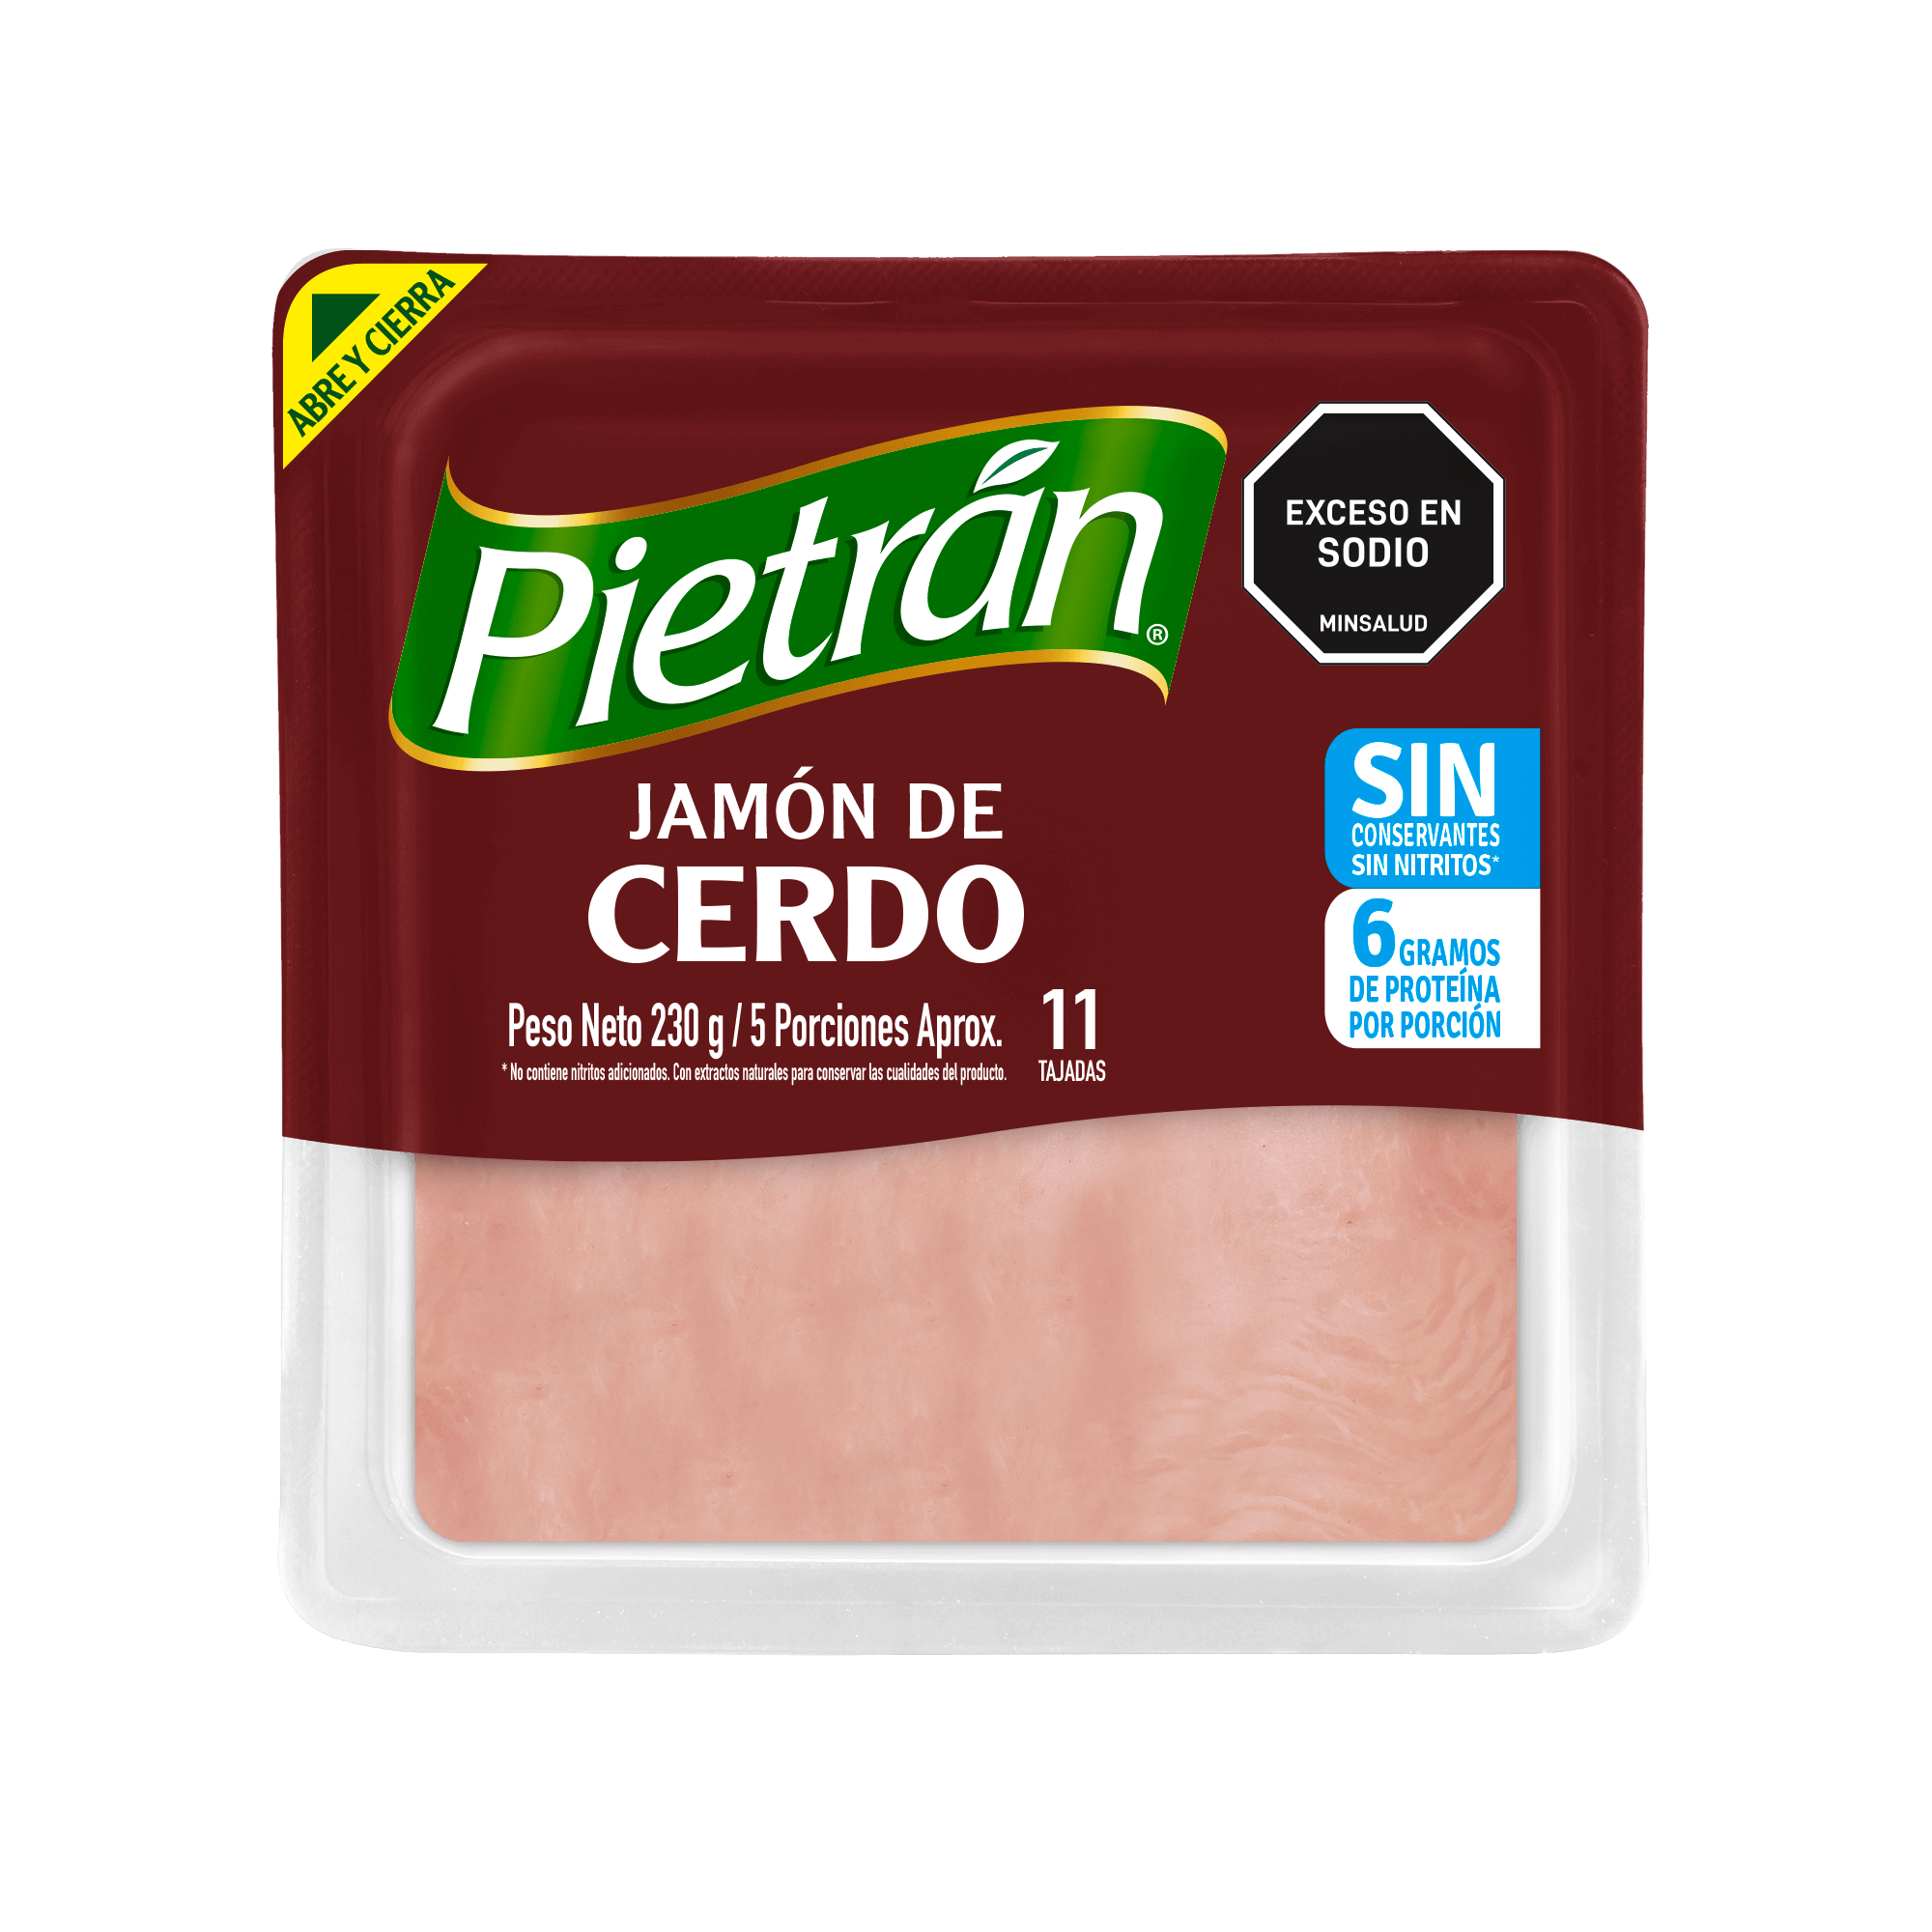 ABRE Y CIERRA
Pietrán®
EXCESO EN
SODIO
MINSALUD
JAMÓN DE
CERDO
SIN
CONSERVANTES
SIN NITRITOS*
6 GRAMOS
DE PROTEÍNA
POR PORCIÓN
Peso Neto 230 g / 5 Porciones Aprox.
* No contiene nitritos adicionados. Con extractos naturales para conservar las cualidades del producto.
11
TAJADAS